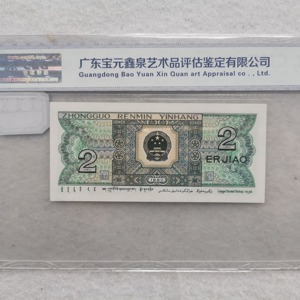 广东宝元鑫泉艺术品评估鉴定有限公司
Guangdong Bao Yuan Xin Quan art Appraisal co . , Ltd.
ZHONGGUO RENMIN YINHANG
2
2
ERJIAO
1980